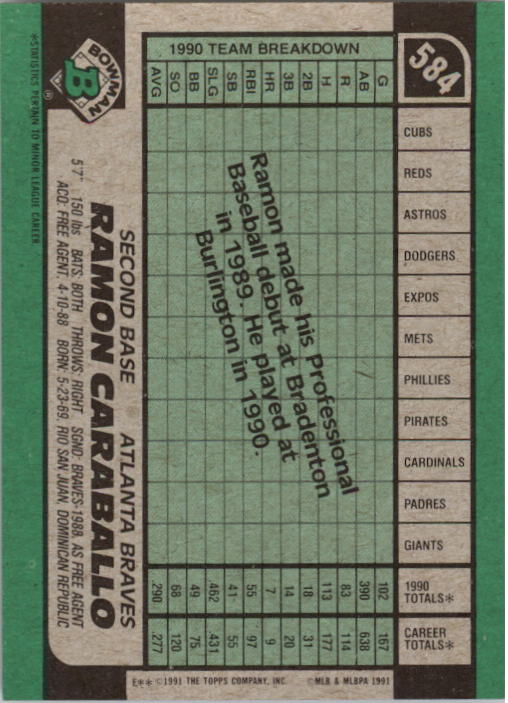 584
BOWMAN
B
®
SECOND BASE ATLANTA BRAVES
RAMON CARABALLO
5'7" 150 lbs BATS: BOTH THROWS: RIGHT SGND: BRAVES-1988, AS FREE AGENT
ACQ: FREE AGENT, 4-10-88 BORN: 5-23-69, RIO SAN JUAN, DOMINICAN REPUBLIC
*STATISTICS PERTAIN TO MINOR LEAGUE CAREER.
1990 TEAM BREAKDOWN
G AB R H 2B 3B HR RBI SB SLG BB SO AVG
CUBS
REDS
ASTROS
DODGERS
EXPOS
METS
PHILLIES
PIRATES
CARDINALS
PADRES
GIANTS
1990 TOTALS* 102 390 83 113 18 14 7 55 41 .462 49 68 .290
CAREER TOTALS* 167 638 114 177 31 20 9 97 55 .431 75 120 .277
Ramon made his Professional
Baseball debut at Bradenton
in 1989. He played at
Burlington in 1990.
E** ©1991 THE TOPPS COMPANY, INC. ©MLB & MLBPA 1991